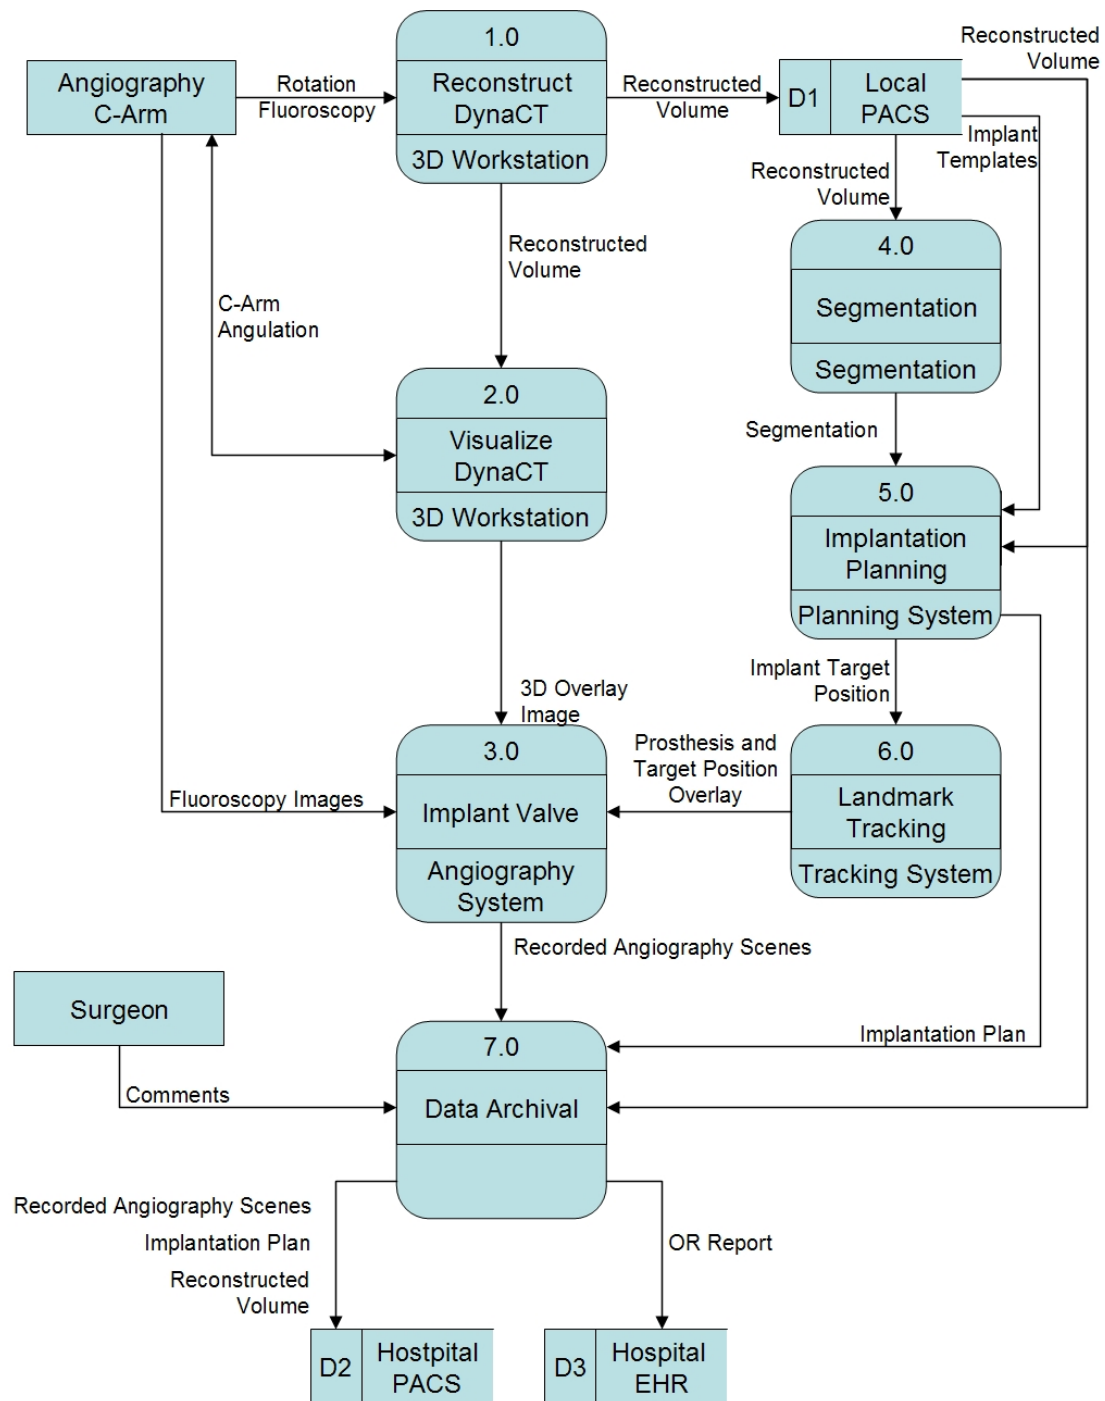 1.0
Reconstruct
DynaCT
3D Workstation
Angiography
C-Arm
Rotation
Fluoroscopy
Reconstructed
Volume
D1
Local
PACS
Reconstructed
Volume
Implant
Templates
Reconstructed
Volume
Reconstructed
Volume
C-Arm
Angulation
4.0
Segmentation
Segmentation
Segmentation
2.0
Visualize
DynaCT
3D Workstation
5.0
Implantation
Planning
Planning System
Implant Target
Position
3D Overlay
Image
3.0
Implant Valve
Angiography
System
Fluoroscopy Images
Prosthesis and
Target Position
Overlay
6.0
Landmark
Tracking
Tracking System
Recorded Angiography Scenes
Surgeon
Comments
7.0
Data Archival
Implantation Plan
Recorded Angiography Scenes
Implantation Plan
Reconstructed
Volume
OR Report
D2
Hostpital
PACS
D3
Hospital
EHR